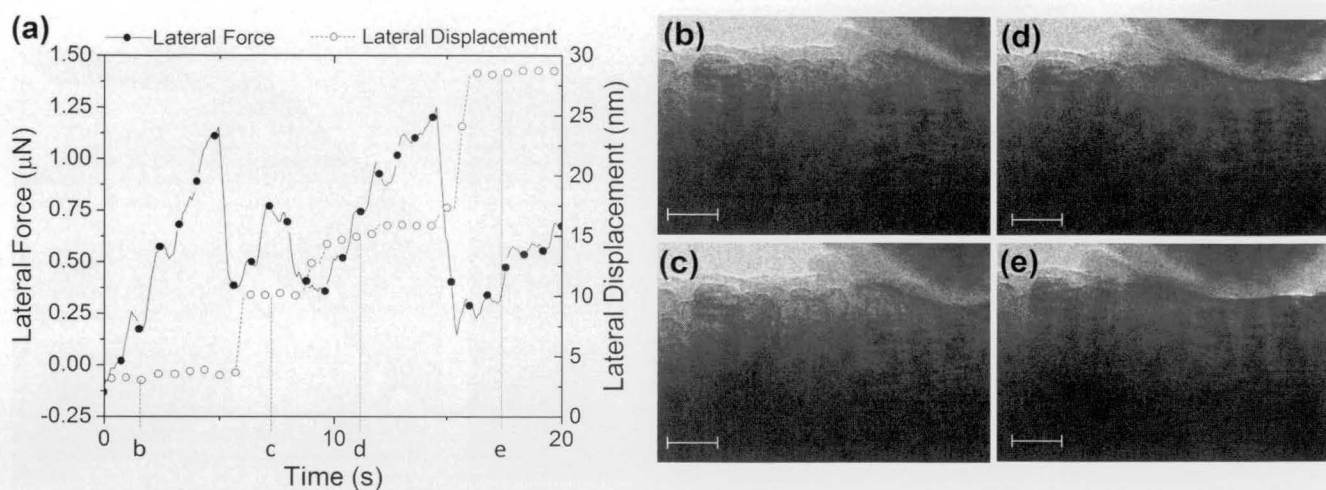 (a)
Lateral Force
Lateral Displacement
1.50
1.25
1.00
0.75
0.50
0.25
0.00
-0.25
Lateral Force (μN)
30
25
20
15
10
5
0
Lateral Displacement (nm)
0 10 20
b c d e
Time (s)
(b)
(d)
(c)
(e)